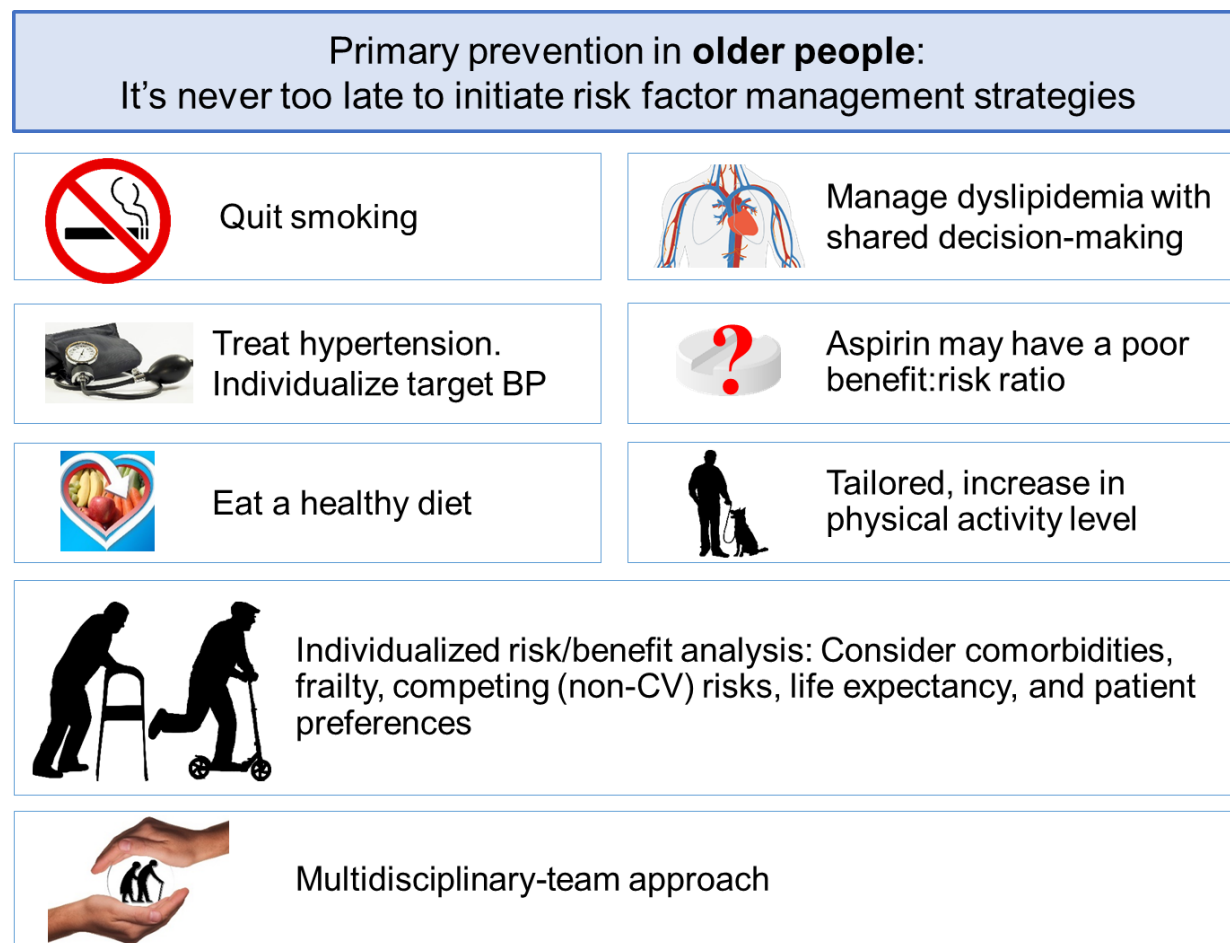 Primary prevention in older people:
It's never too late to initiate risk factor management strategies
Quit smoking
Manage dyslipidemia with
shared decision-making
Treat hypertension.
Individualize target BP
?
Aspirin may have a poor
benefit:risk ratio
Eat a healthy diet
Tailored, increase in
physical activity level
Individualized risk/benefit analysis: Consider comorbidities,
frailty, competing (non-CV) risks, life expectancy, and patient
preferences
Multidisciplinary-team approach